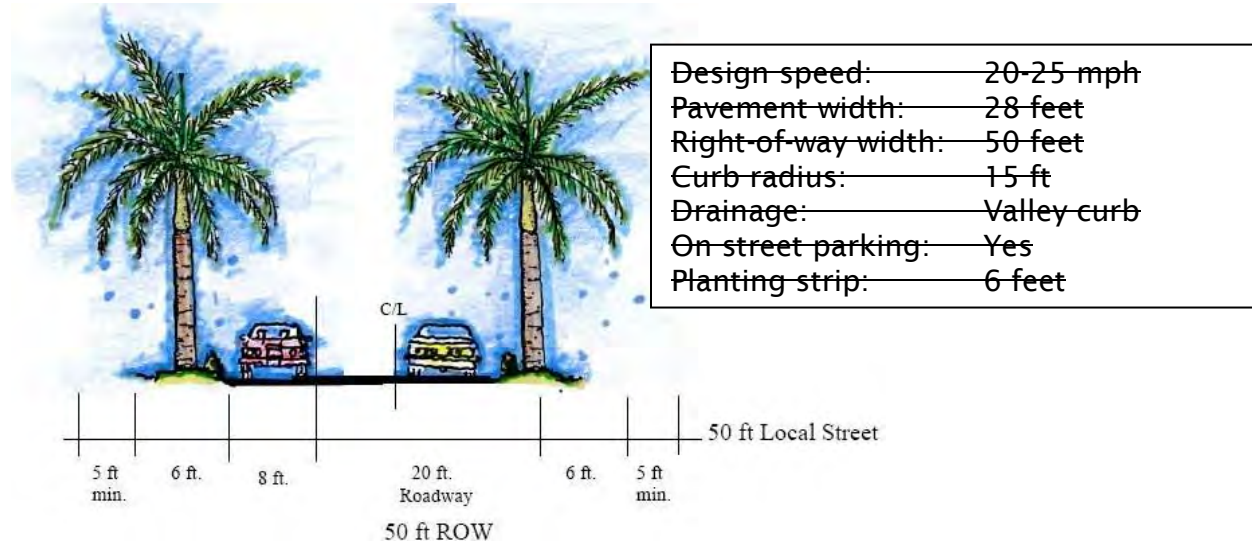 Design speed: 20-25 mph
Pavement width: 28 feet
Right-of-way width: 50 feet
Curb radius: 15 ft
Drainage: Valley curb
On street parking: Yes
Planting strip: 6 feet
C/L
50 ft Local Street
5 ft min.
6 ft.
8 ft.
20 ft.
Roadway
6 ft.
5 ft
min.
50 ft ROW